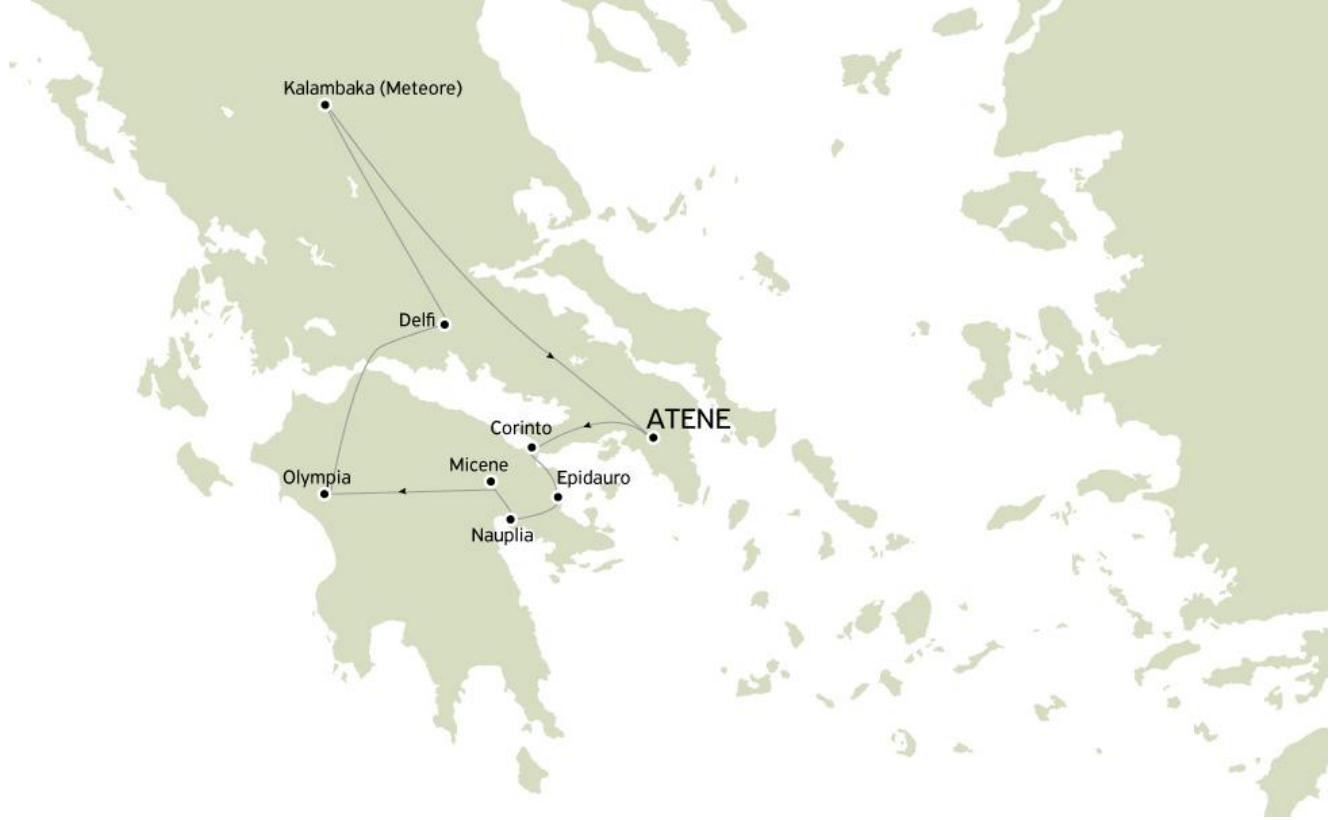 Kalambaka (Meteore)
Delfi
ATENE
Corinto
Micene
Epidauro
Olympia
Nauplia